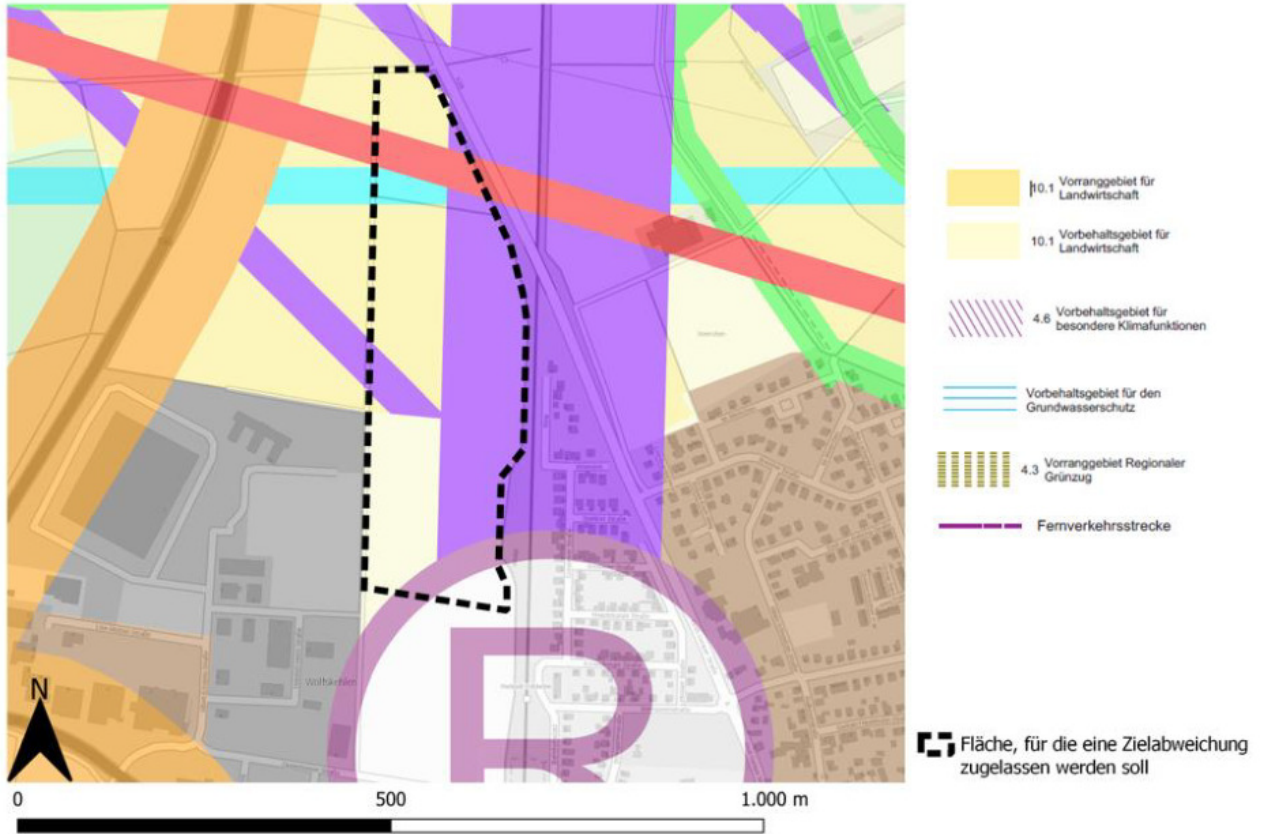 10.1 Vorranggebiet für
Landwirtschaft
10.1 Vorbehaltsgebiet für
Landwirtschaft
4.6 Vorbehaltsgebiet für
besondere Klimafunktionen
Vorbehaltsgebiet für den
Grundwasserschutz
4.3 Vorranggebiet Regionaler
Grünzug
Fernverkehrsstrecke
Wolfskehlen
R
N
Fläche, für die eine Zielabweichung
zugelassen werden soll
0 500 1.000 m